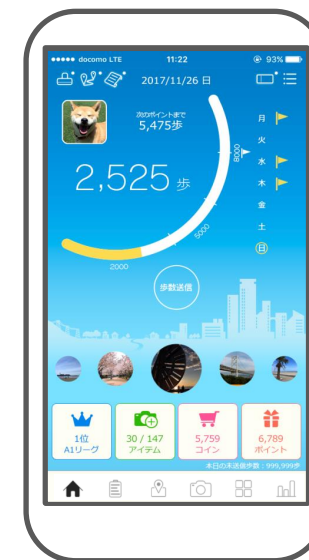 docomo LTE 11:22 93%
2017/11/26 日
次のポイントまで
5,475歩
2,525 歩
8000
5000
2000
月
火
水
木
金
土
日
歩数送信
1位
A1リーグ
30 / 147
アイテム
5,759
コイン
6,789
ポイント
本日の未送信歩数：999,999歩